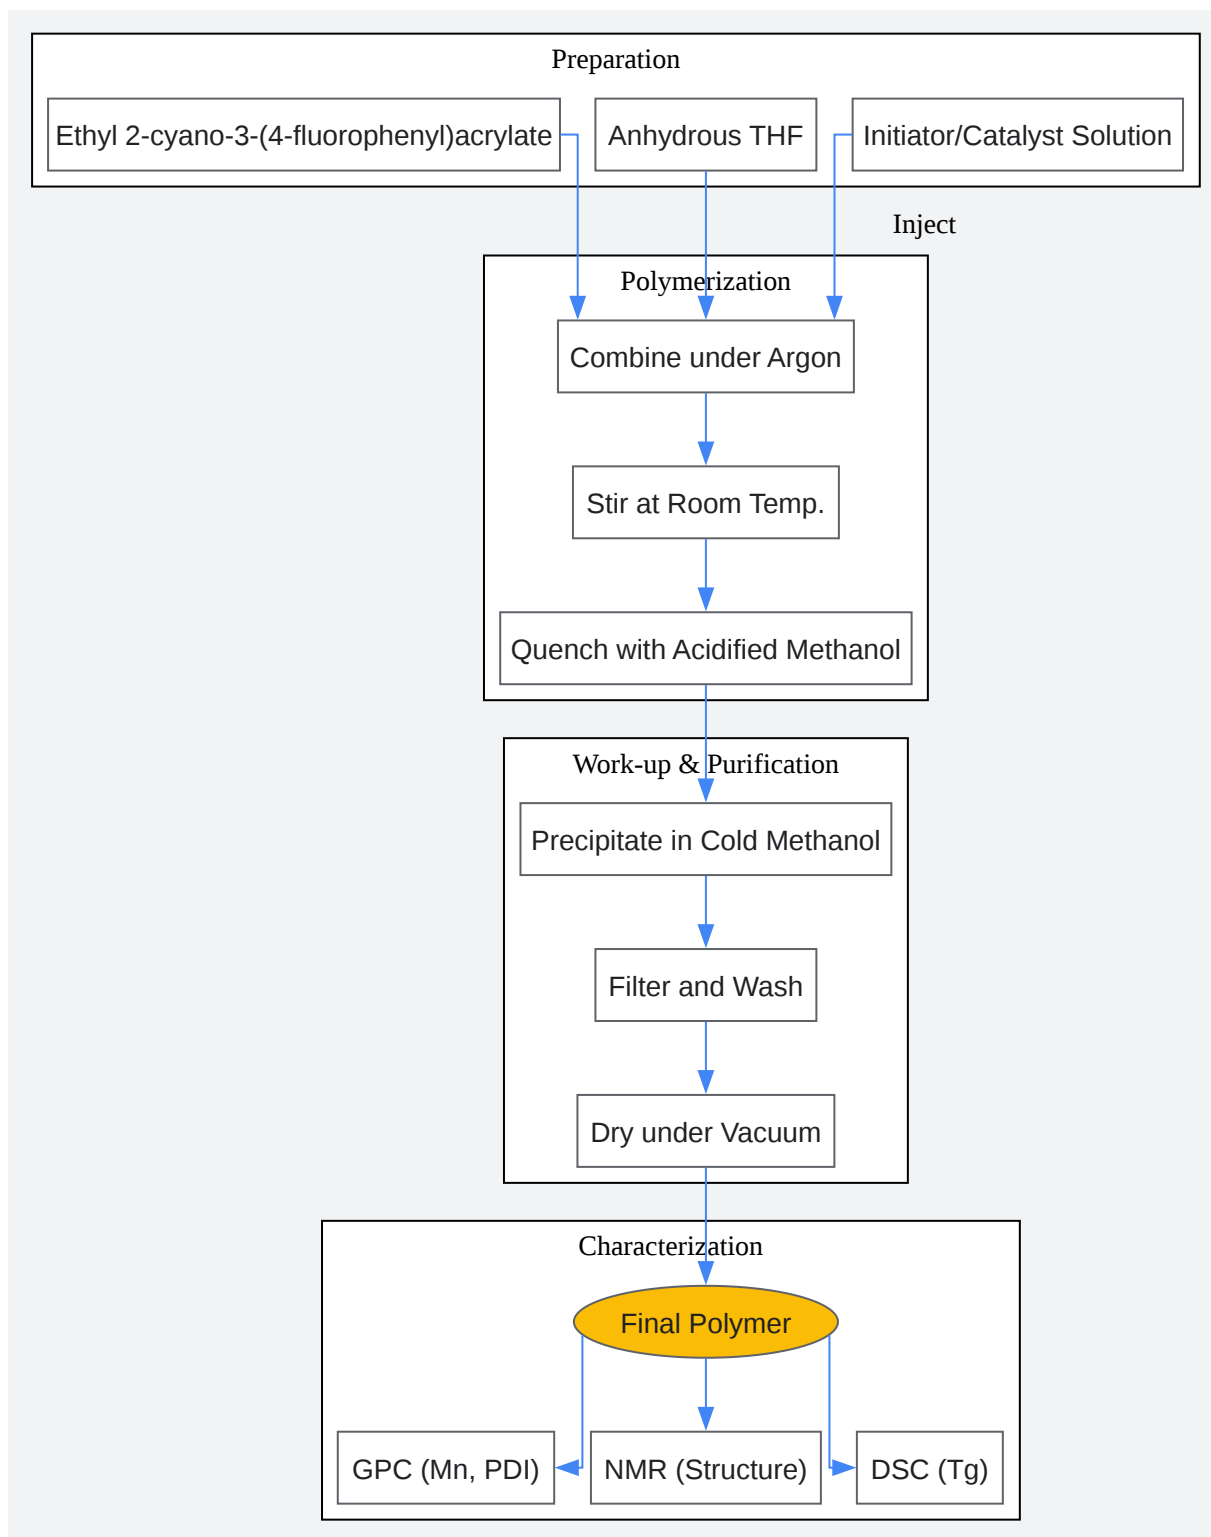 Preparation
Ethyl 2-cyano-3-(4-fluorophenyl)acrylate
Anhydrous THF
Initiator/Catalyst Solution
Inject
Polymerization
Combine under Argon
Stir at Room Temp.
Quench with Acidified Methanol
Work-up & Purification
Precipitate in Cold Methanol
Filter and Wash
Dry under Vacuum
Characterization
Final Polymer
GPC (Mn, PDI)
NMR (Structure)
DSC (Tg)